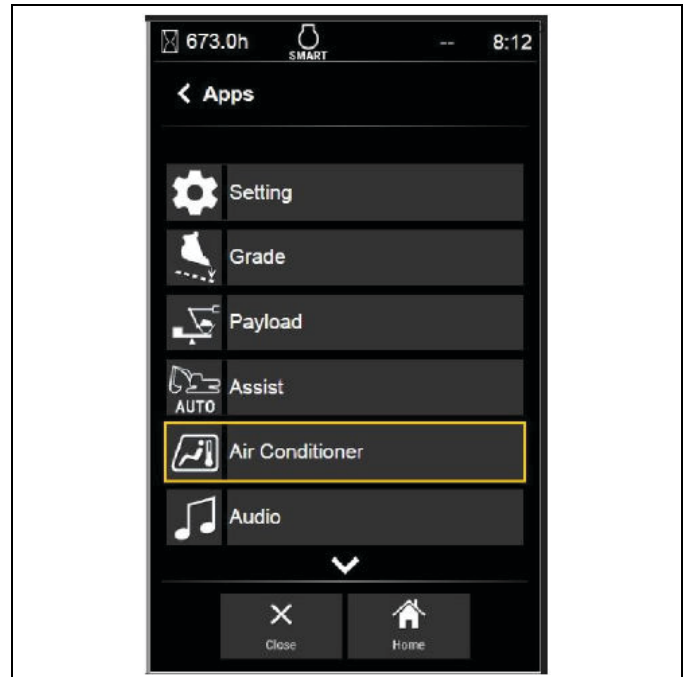 673.0h SMART -- 8:12
Apps
Setting
Grade
Payload
AUTO Assist
Air Conditioner
Audio
Close Home